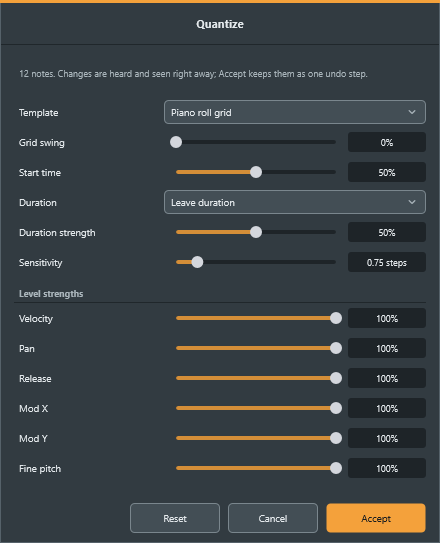 Quantize
12 notes. Changes are heard and seen right away; Accept keeps them as one undo step.
Template Piano roll grid
Grid swing 0%
Start time 50%
Duration Leave duration
Duration strength 50%
Sensitivity 0.75 steps
Level strengths
Velocity 100%
Pan 100%
Release 100%
Mod X 100%
Mod Y 100%
Fine pitch 100%
Reset Cancel Accept